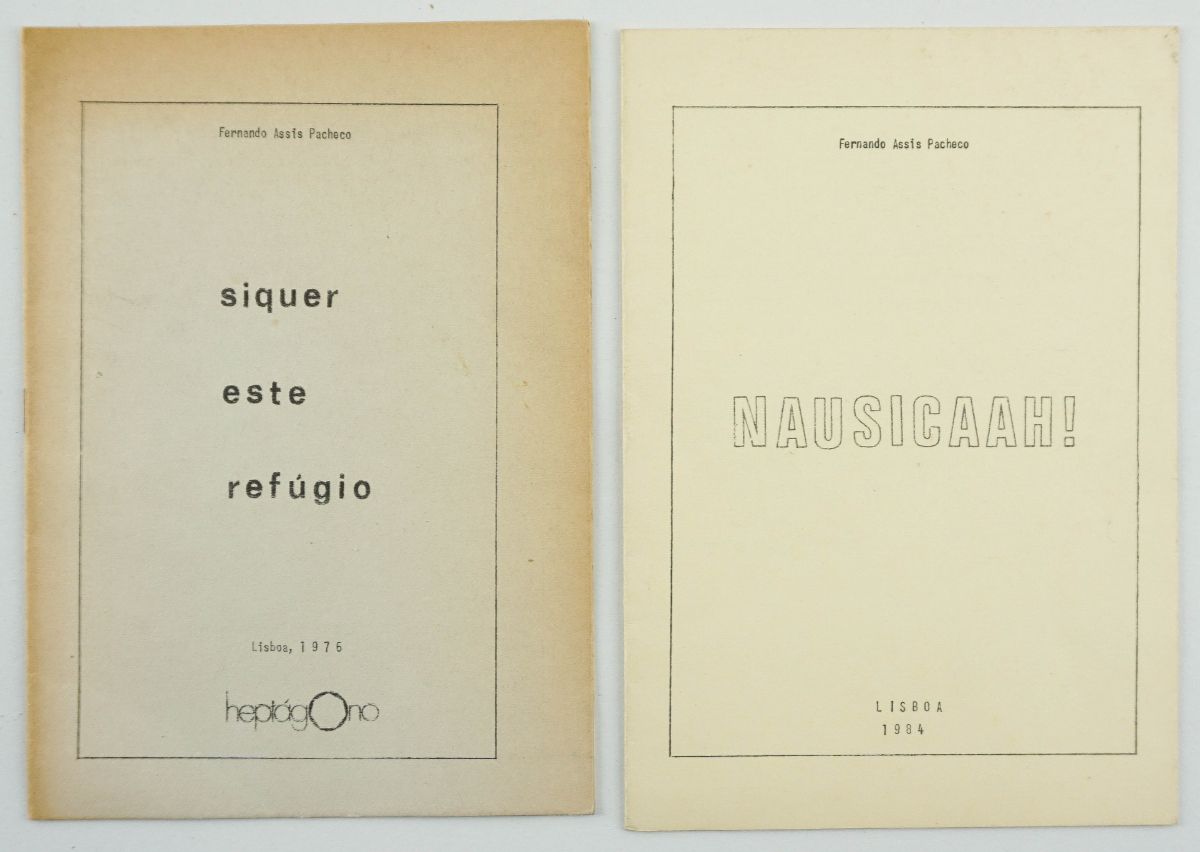 Fernando Assis Pacheco
siquer
este
refúgio
Lisboa, 1976
heptágOno
Fernando Assis Pacheco
NAUSICAAH!
LISBOA
1984